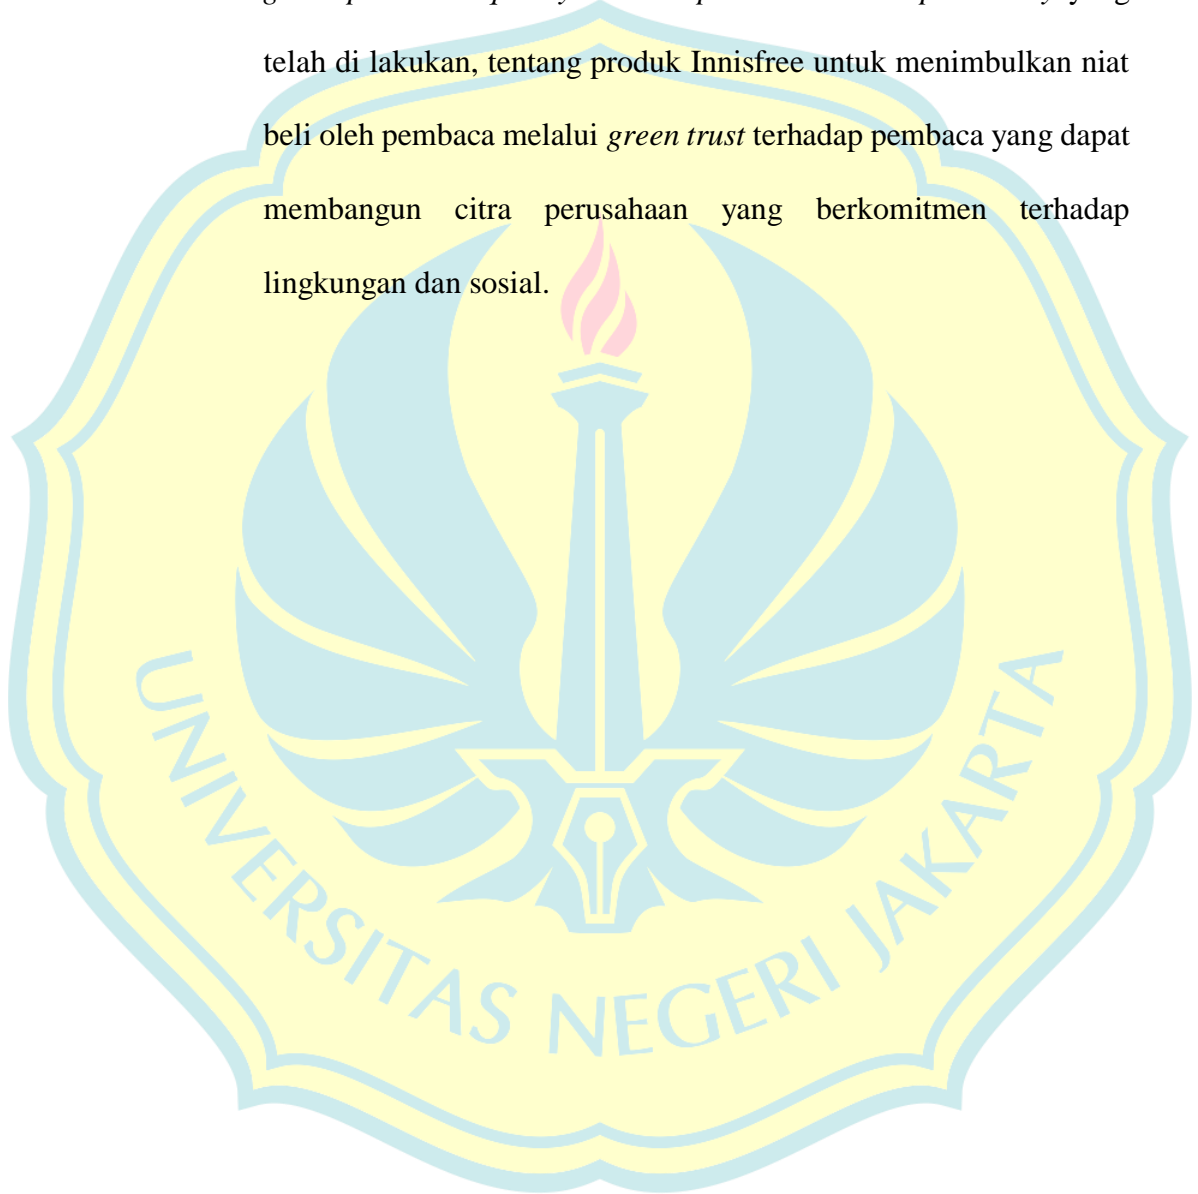 yang
telah di lakukan, tentang produk Innisfree untuk menimbulkan niat
beli oleh pembaca melalui green trust terhadap pembaca yang dapat
membangun citra perusahaan yang berkomitmen terhadap
lingkungan dan sosial.
UNIVERSITAS NEGERI JAKARTA